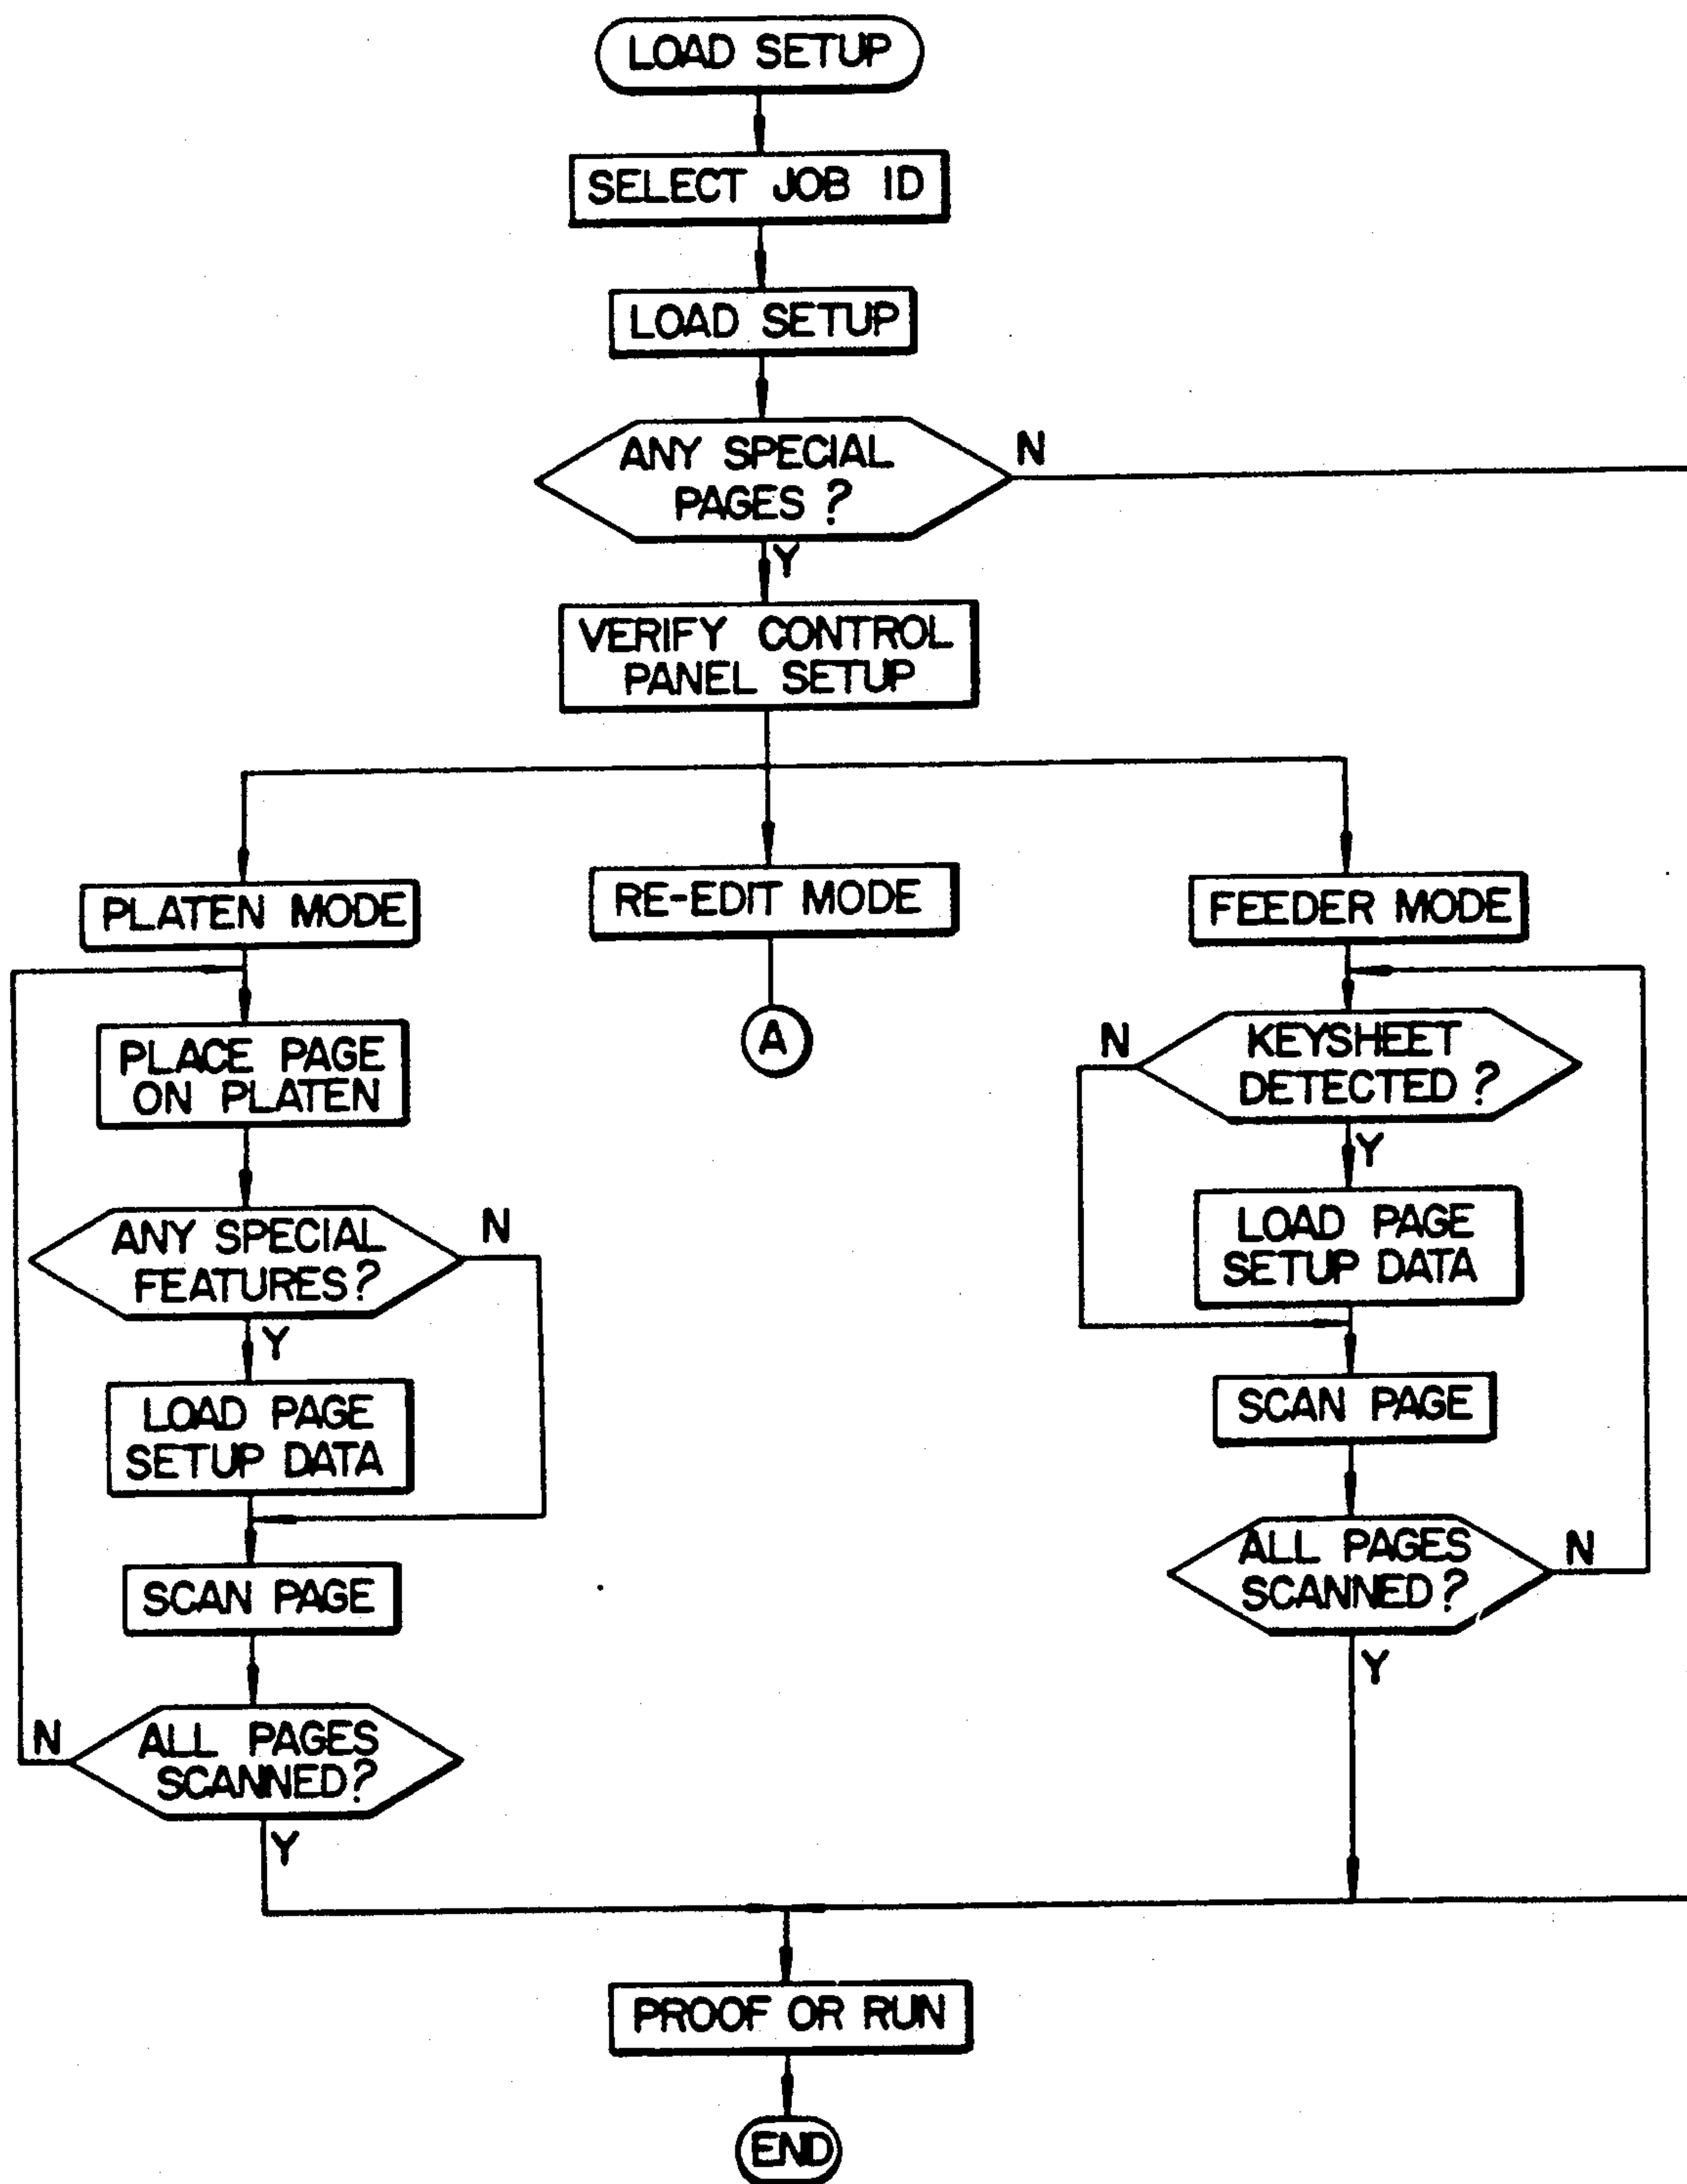 LOAD SETUP
SELECT JOB ID
LOAD SETUP
ANY SPECIAL
PAGES ?
N
Y
VERIFY CONTROL
PANEL SETUP
PLATEN MODE
RE-EDIT MODE
FEEDER MODE
PLACE PAGE
ON PLATEN
ANY SPECIAL
FEATURES?
N
Y
LOAD PAGE
SETUP DATA
SCAN PAGE
ALL PAGES
SCANNED?
N
Y
A
KEYSHEET
DETECTED ?
N
Y
LOAD PAGE
SETUP DATA
SCAN PAGE
ALL PAGES
SCANNED?
N
Y
PROOF OR RUN
END